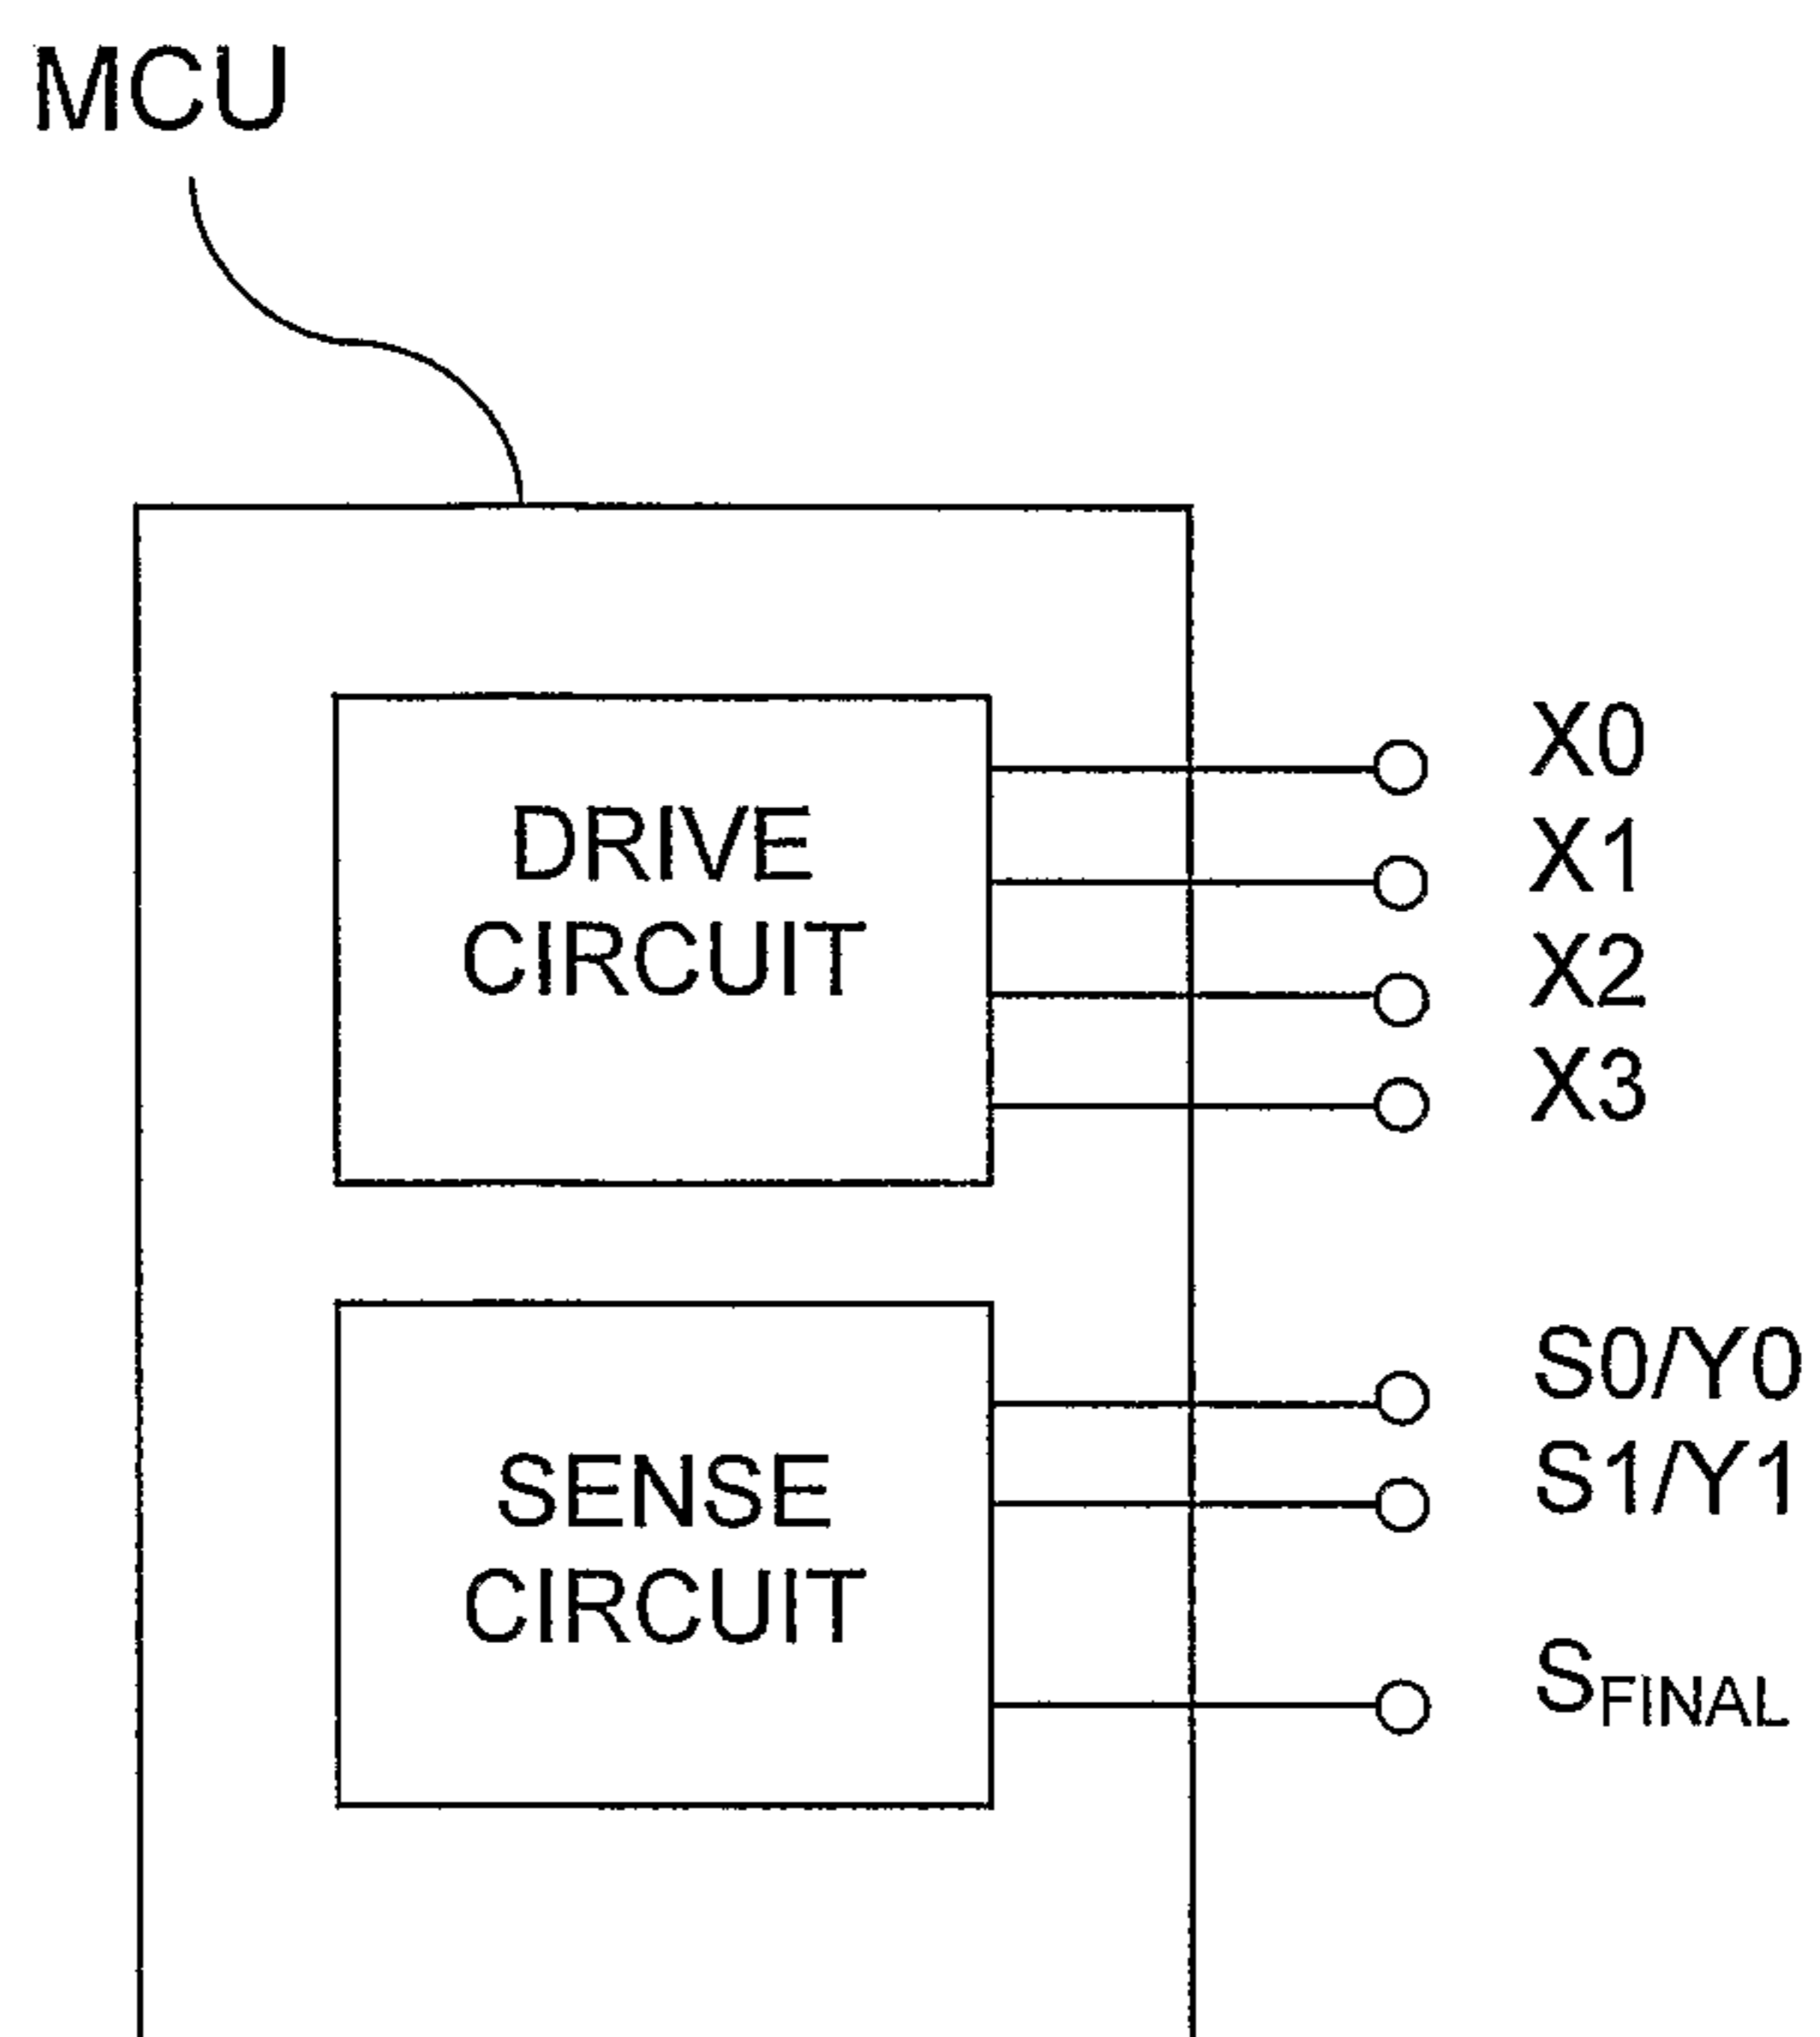 MCU
DRIVE
CIRCUIT
X0
X1
X2
X3
SENSE
CIRCUIT
S0/Y0
S1/Y1
SFINAL